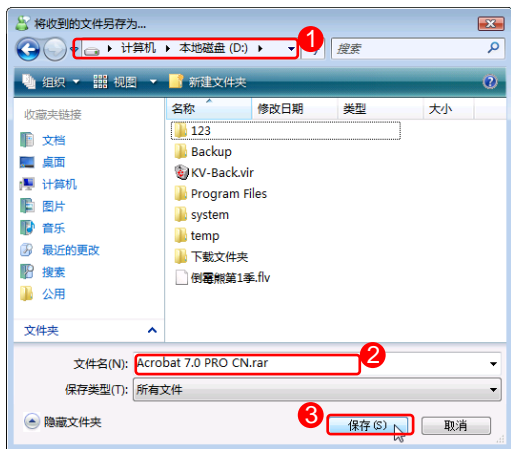 将收到的文件另存为...
计算机 本地磁盘 (D:) 1 搜索
组织 视图 新建文件夹
收藏夹链接
文档
桌面
计算机
图片
音乐
最近的更改
搜索
公用
文件夹
名称 修改日期 类型 大小
123
Backup
KV-Back.vir
Program Files
system
temp
下载文件夹
倒霉熊第1季.flv
文件名(N): Acrobat 7.0 PRO CN.rar 2
保存类型(T): 所有文件
隐藏文件夹 3 保存(S) 取消